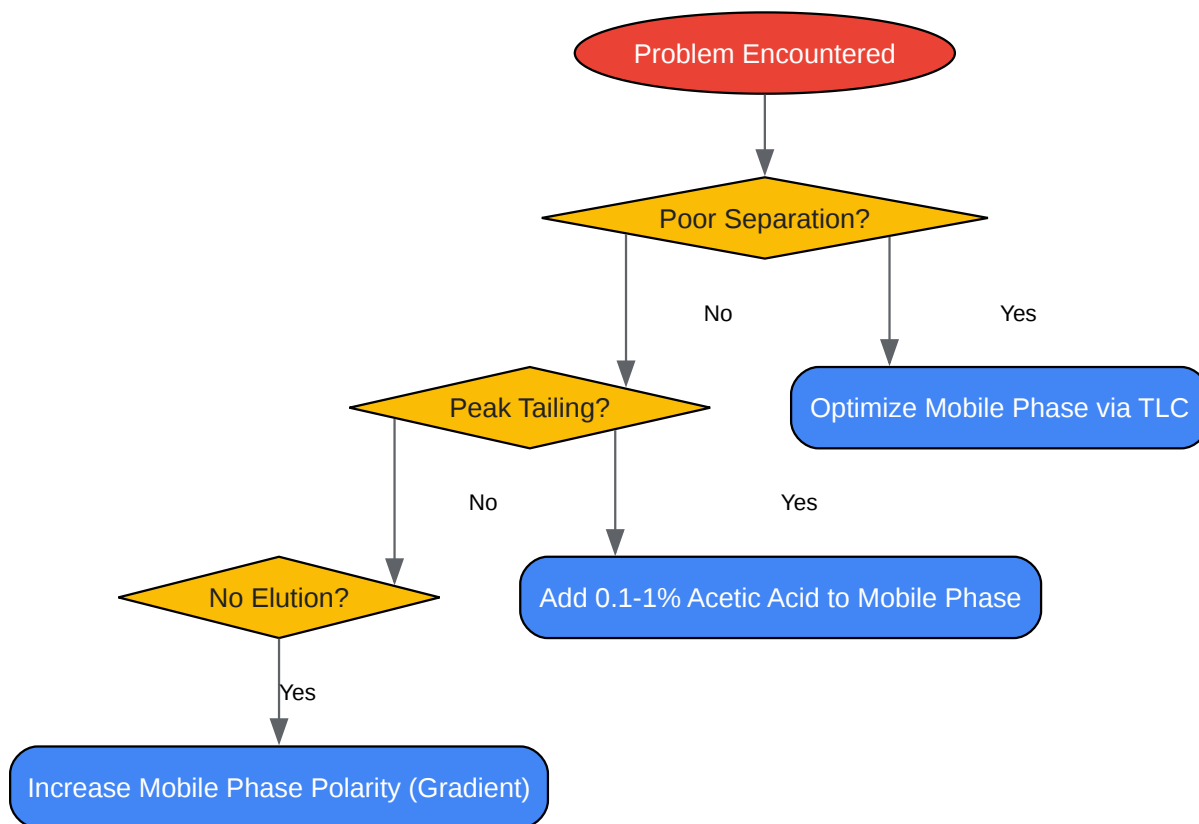 Problem Encountered
Poor Separation?
No
Yes
Peak Tailing?
Optimize Mobile Phase via TLC
No
Yes
No Elution?
Add 0.1-1% Acetic Acid to Mobile Phase
Yes
Increase Mobile Phase Polarity (Gradient)